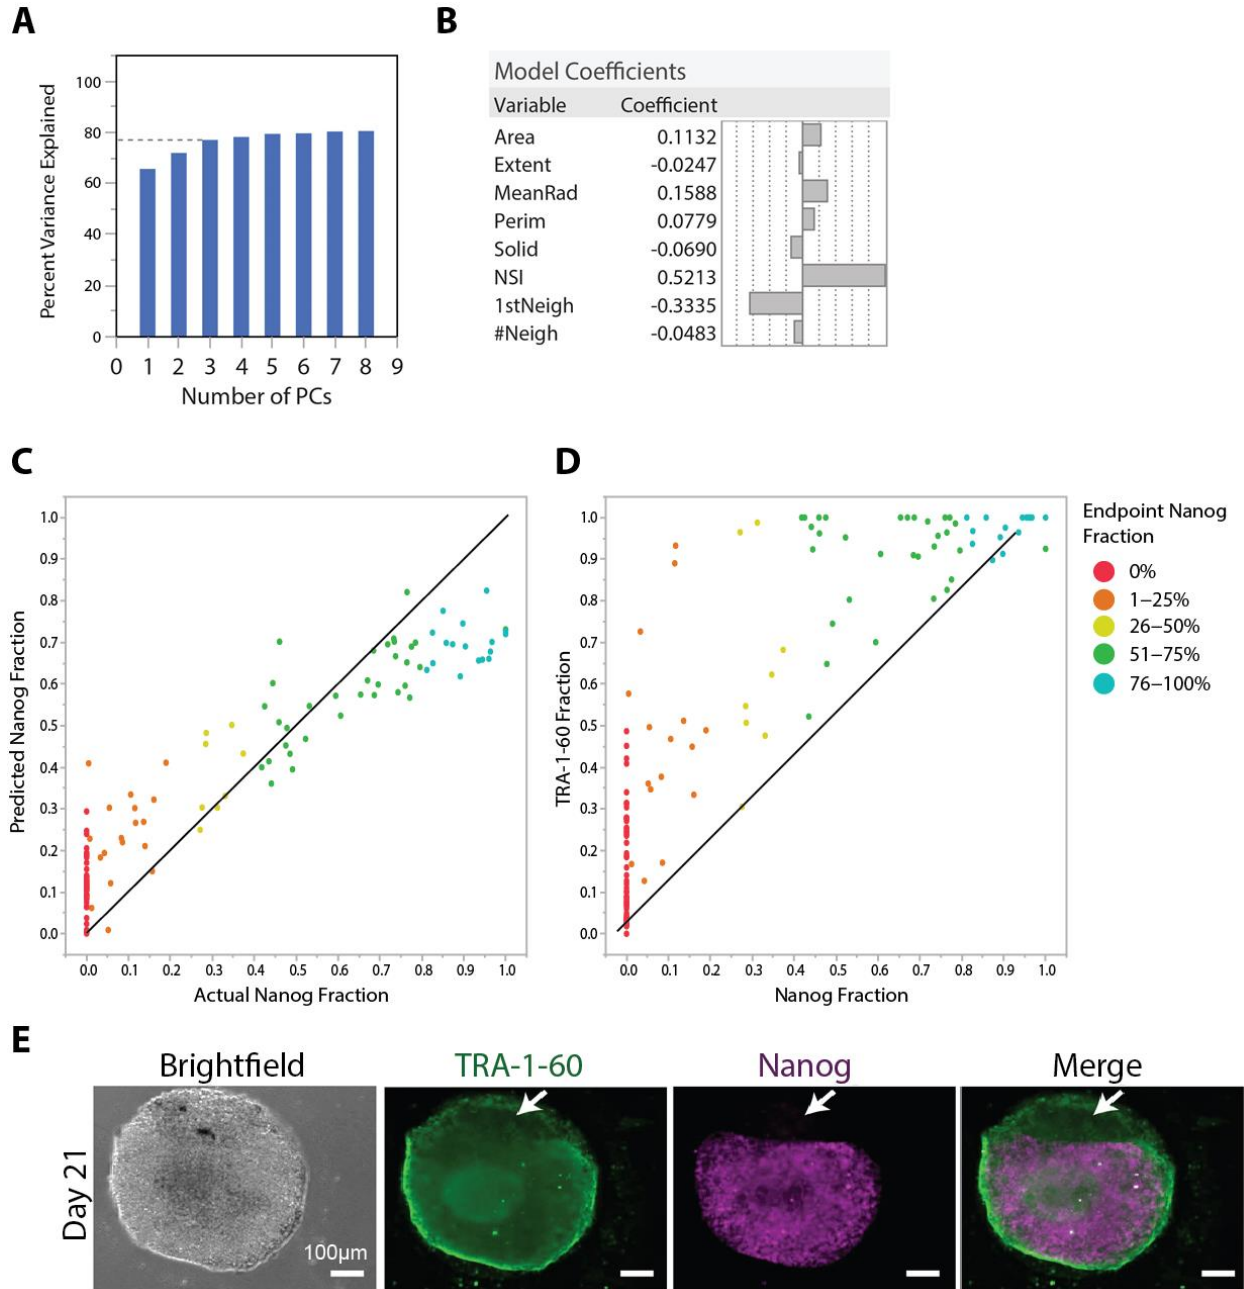 A
100
80
60
40
20
0
Percent Variance Explained
0 1 2 3 4 5 6 7 8 9
Number of PCs
B
Model Coefficients
Variable Coefficient
Area 0.1132
Extent -0.0247
MeanRad 0.1588
Perim 0.0779
Solid -0.0690
NSI 0.5213
1stNeigh -0.3335
#Neigh -0.0483
C
1.0
0.9
0.8
0.7
0.6
0.5
0.4
0.3
0.2
0.1
0.0
Predicted Nanog Fraction
0.0 0.1 0.2 0.3 0.4 0.5 0.6 0.7 0.8 0.9 1.0
Actual Nanog Fraction
D
1.0
0.9
0.8
0.7
0.6
0.5
0.4
0.3
0.2
0.1
0.0
TRA-1-60 Fraction
0.0 0.1 0.2 0.3 0.4 0.5 0.6 0.7 0.8 0.9 1.0
Nanog Fraction
Endpoint Nanog
Fraction
0%
1–25%
26–50%
51–75%
76–100%
E
Brightfield TRA-1-60 Nanog Merge
Day 21
100µm